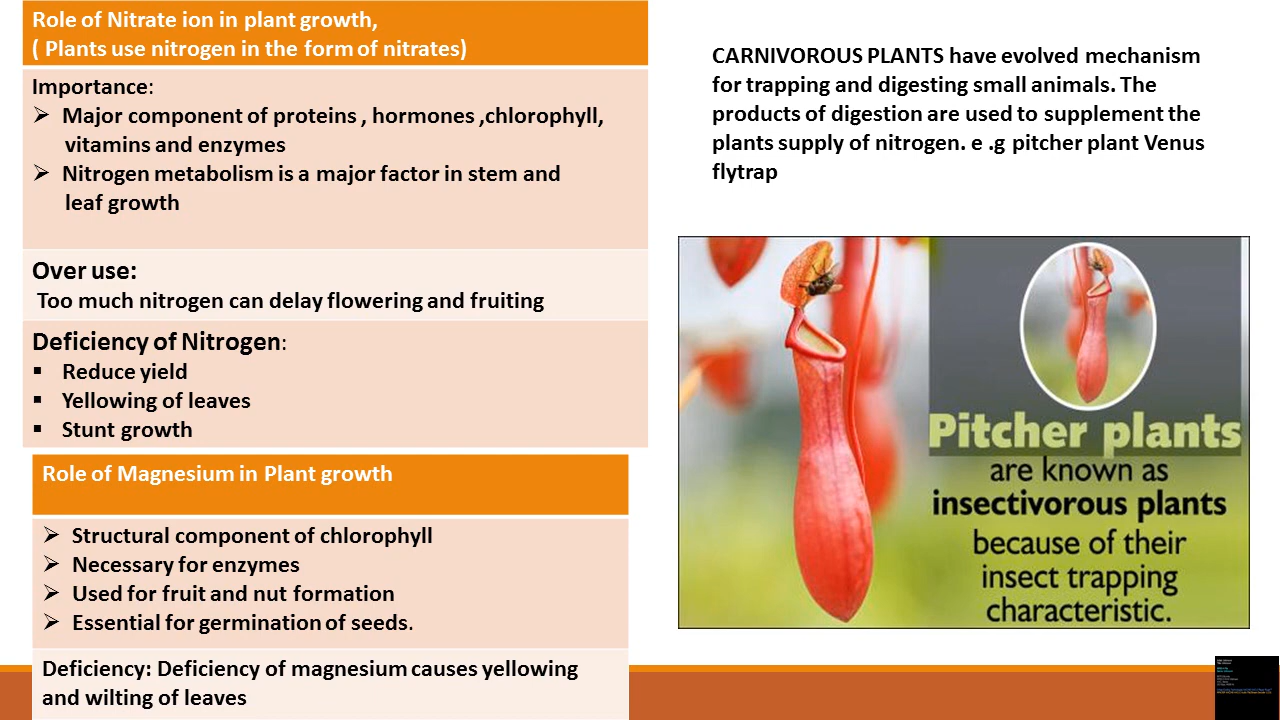 Role of Nitrate ion in plant growth,
( Plants use nitrogen in the form of nitrates)
Importance:
➢ Major component of proteins , hormones ,chlorophyll,
vitamins and enzymes
➢ Nitrogen metabolism is a major factor in stem and
leaf growth
Over use:
Too much nitrogen can delay flowering and fruiting
Deficiency of Nitrogen:
▪ Reduce yield
▪ Yellowing of leaves
▪ Stunt growth
Role of Magnesium in Plant growth
➢ Structural component of chlorophyll
➢ Necessary for enzymes
➢ Used for fruit and nut formation
➢ Essential for germination of seeds.
Deficiency: Deficiency of magnesium causes yellowing
and wilting of leaves
CARNIVOROUS PLANTS have evolved mechanism
for trapping and digesting small animals. The
products of digestion are used to supplement the
plants supply of nitrogen. e .g pitcher plant Venus
flytrap
Pitcher plants
are known as
insectivorous plants
because of their
insect trapping
characteristic.